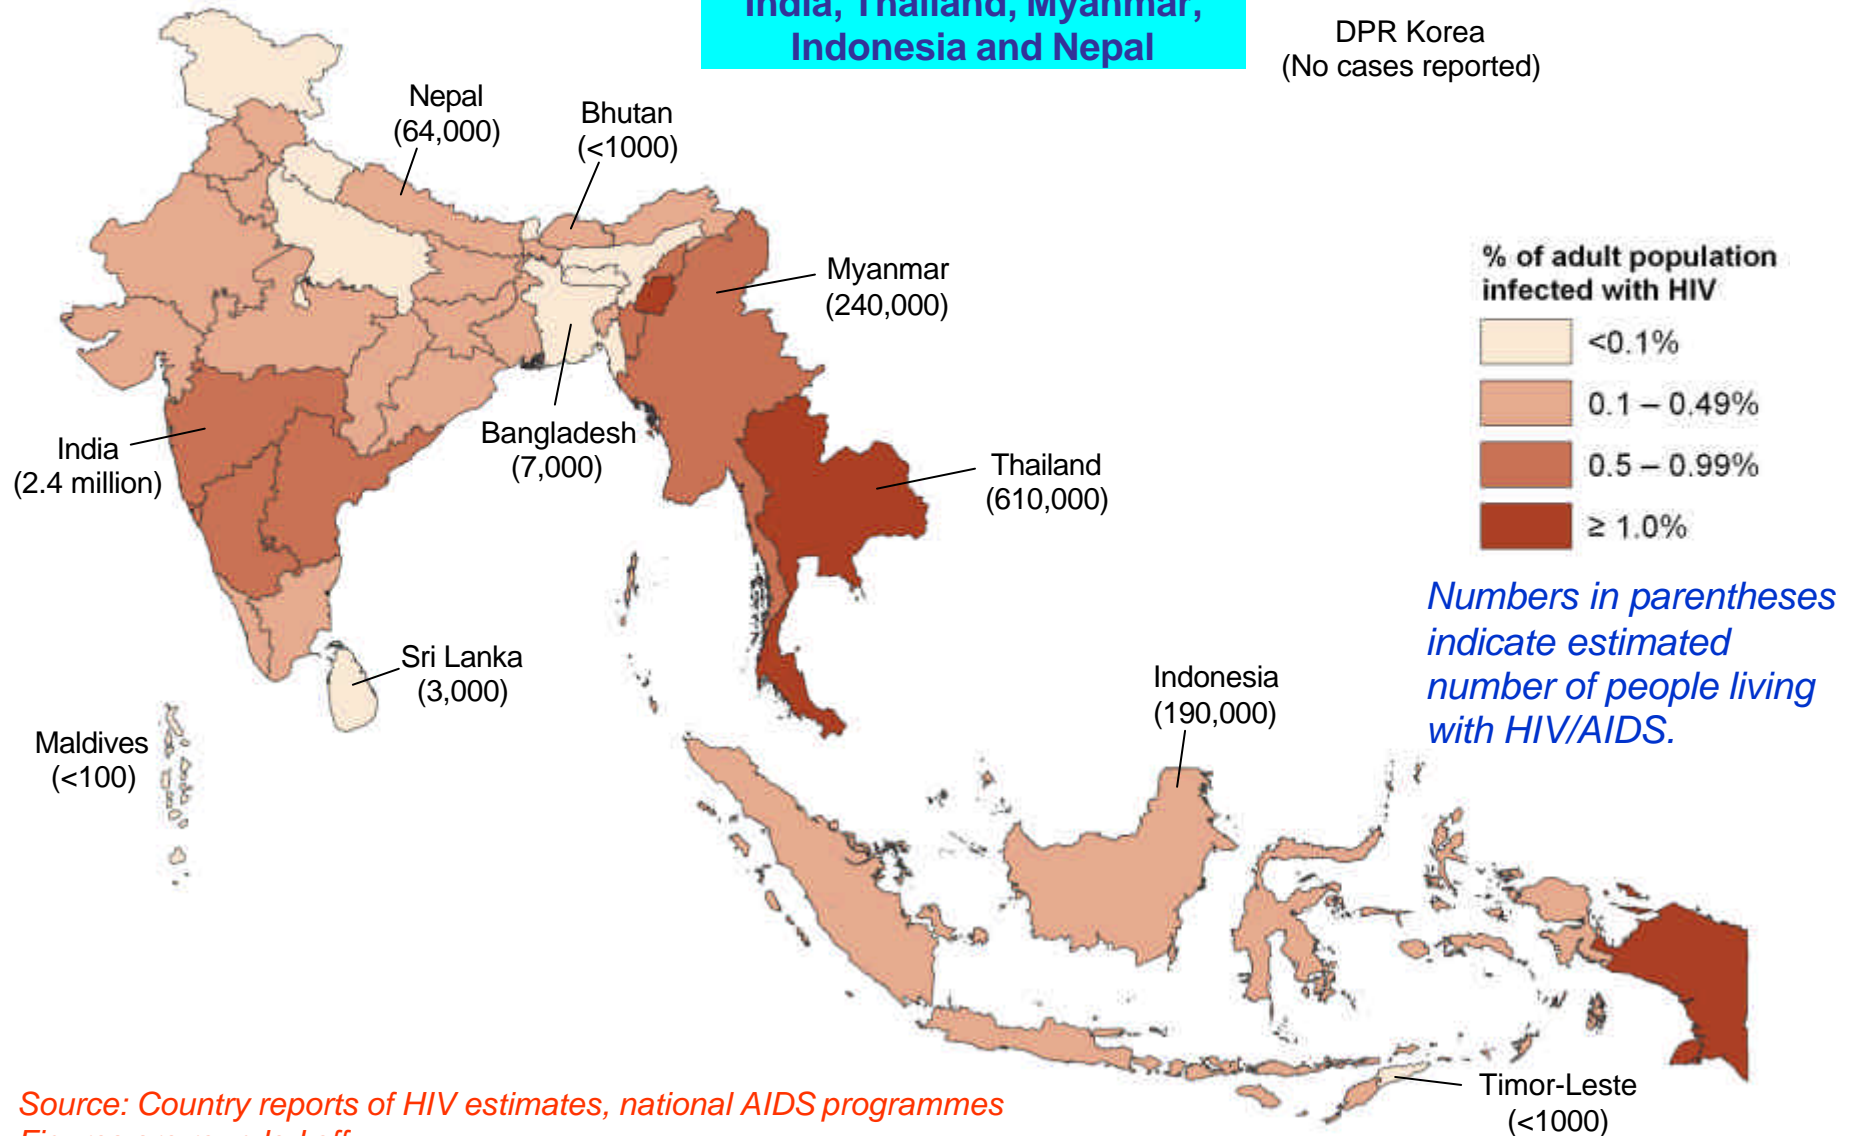 India, Thailand, Myanmar,
Indonesia and Nepal
DPR Korea
(No cases reported)
Nepal
(64,000)
Bhutan
(<1000)
Myanmar
(240,000)
% of adult population
infected with HIV
<0.1%
0.1 – 0.49%
0.5 – 0.99%
≥ 1.0%
India
(2.4 million)
Bangladesh
(7,000)
Thailand
(610,000)
Numbers in parentheses
indicate estimated
number of people living
with HIV/AIDS.
Sri Lanka
(3,000)
Indonesia
(190,000)
Maldives
(<100)
Timor-Leste
(<1000)
Source: Country reports of HIV estimates, national AIDS programmes
Figures are rounded off